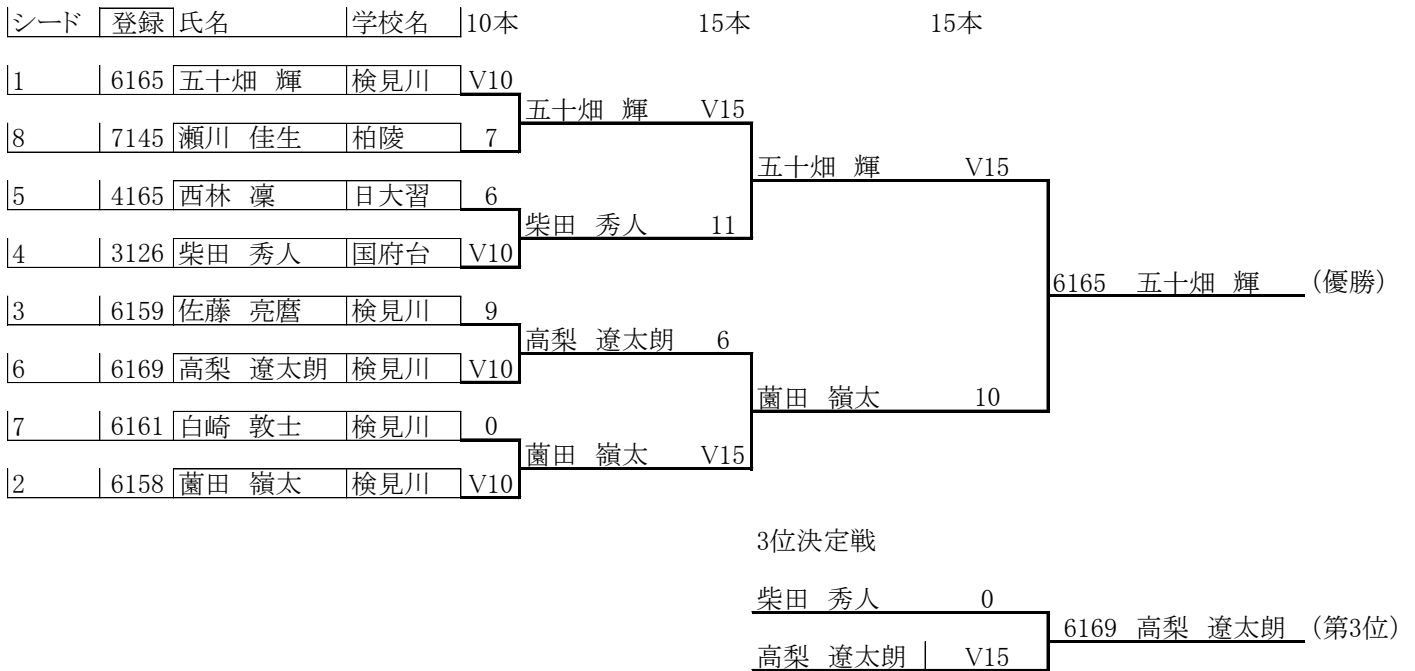 シード 登録 氏名 学校名 10本 15本 15本
1 6165 五十畑 輝 検見川 V10
五十畑 輝 V15
8 7145 瀬川 佳生 柏陵 7
五十畑 輝 V15
5 4165 西林 凜 日大習 6
柴田 秀人 11
4 3126 柴田 秀人 国府台 V10
6165 五十畑 輝 (優勝)
3 6159 佐藤 亮麿 検見川 9
高梨 遼太朗 6
6 6169 高梨 遼太朗 検見川 V10
薗田 嶺太 10
7 6161 白崎 敦士 検見川 0
薗田 嶺太 V15
2 6158 薗田 嶺太 検見川 V10
3位決定戦
柴田 秀人 0
6169 高梨 遼太朗 (第3位)
高梨 遼太朗 V15